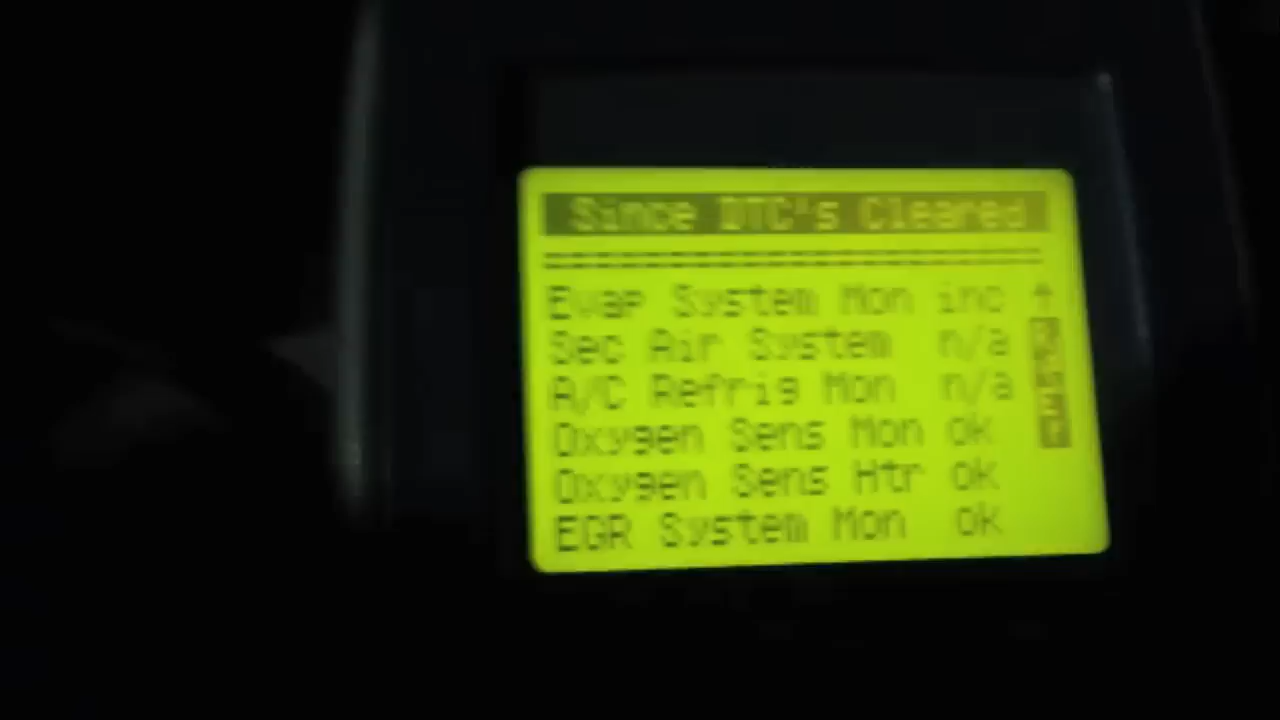 Since DTC's Cleared
====================
Evap System Mon inc
Sec Air System n/a
A/C Refrig Mon n/a
Oxygen Sens Mon ok
Oxygen Sens Htr ok
EGR System Mon ok